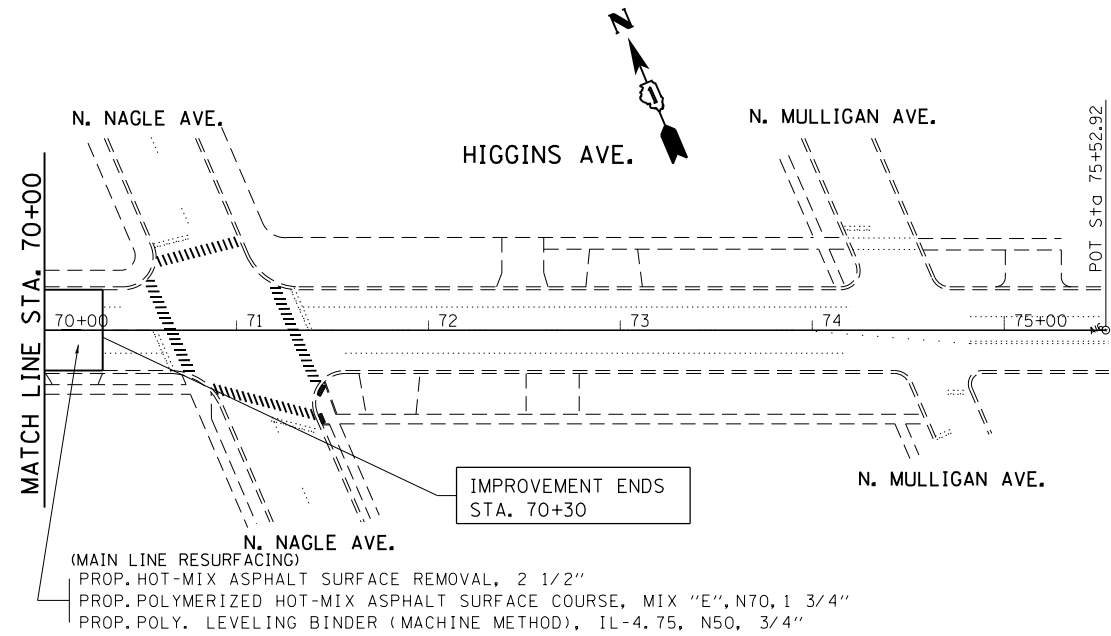 N
N. NAGLE AVE.
N. MULLIGAN AVE.
HIGGINS AVE.
MATCH LINE STA. 70+00
POT Sta 75+52.92
70+00
71
72
73
74
75+00
IMPROVEMENT ENDS
STA. 70+30
N. MULLIGAN AVE.
N. NAGLE AVE.
(MAIN LINE RESURFACING)
PROP. HOT-MIX ASPHALT SURFACE REMOVAL, 2 1/2"
PROP. POLYMERIZED HOT-MIX ASPHALT SURFACE COURSE, MIX "E", N70, 1 3/4"
PROP. POLY. LEVELING BINDER (MACHINE METHOD), IL-4.75, N50, 3/4"